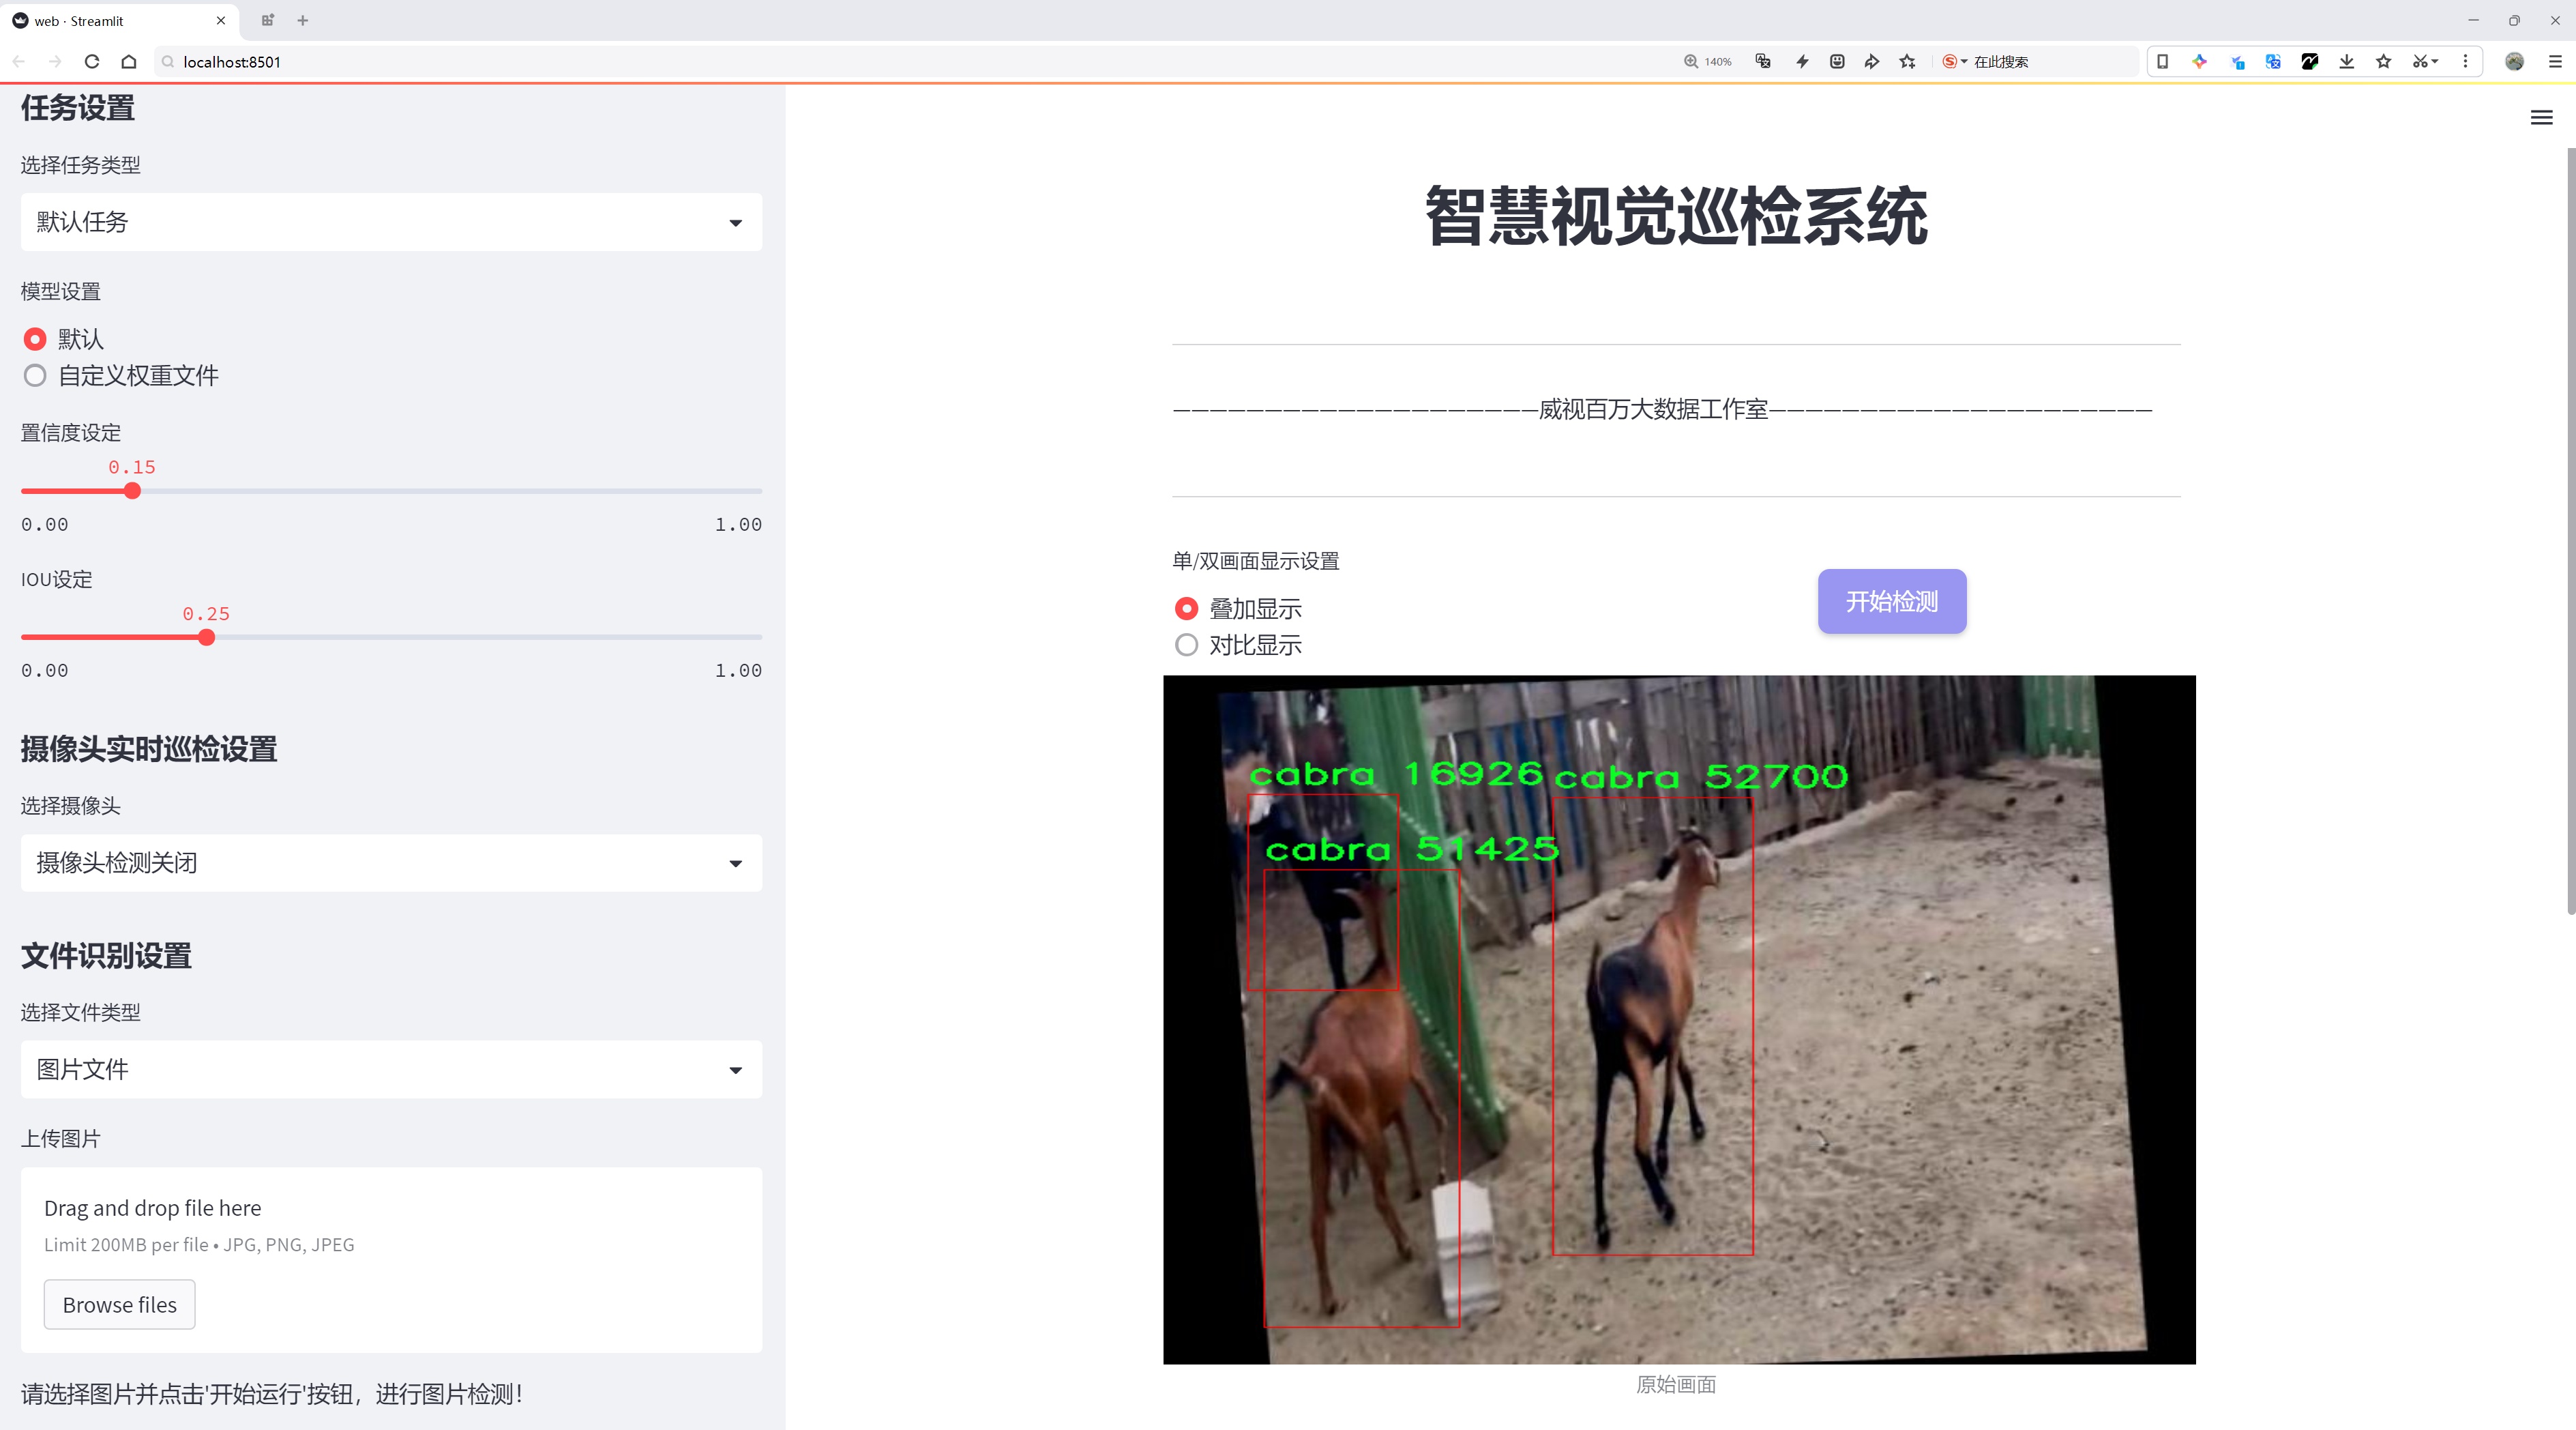 web · Streamlit
localhost:8501
140%
在此搜索
任务设置
选择任务类型
默认任务
模型设置
默认
自定义权重文件
置信度设定
0.15
0.00
1.00
IOU设定
0.25
0.00
1.00
摄像头实时巡检设置
选择摄像头
摄像头检测关闭
文件识别设置
选择文件类型
图片文件
上传图片
Drag and drop file here
Limit 200MB per file • JPG, PNG, JPEG
Browse files
请选择图片并点击'开始运行'按钮，进行图片检测！
智慧视觉巡检系统
————————————————————威视百万大数据工作室—————————————————————
单/双画面显示设置
叠加显示
对比显示
开始检测
cabra 16926
cabra 52700
cabra 51425
原始画面